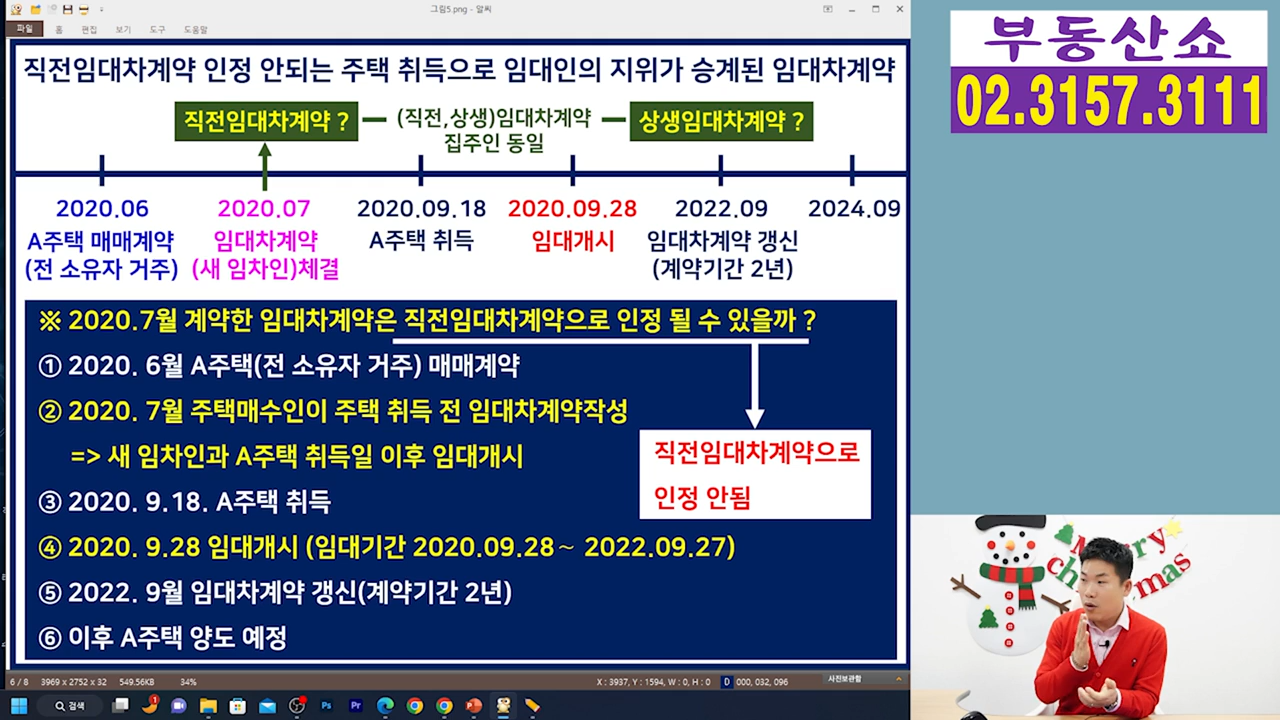 그림5.png - 알씨
파일 홈 편집 보기 도구 도움말
직전임대차계약 인정 안되는 주택 취득으로 임대인의 지위가 승계된 임대차계약
직전임대차계약 ?
(직전,상생)임대차계약
집주인 동일
상생임대차계약 ?
2020.06
A주택 매매계약
(전 소유자 거주)
2020.07
임대차계약
(새 임차인)체결
2020.09.18
A주택 취득
2020.09.28
임대개시
2022.09
임대차계약 갱신
(계약기간 2년)
2024.09
※ 2020.7월 계약한 임대차계약은 직전임대차계약으로 인정 될 수 있을까 ?
① 2020. 6월 A주택(전 소유자 거주) 매매계약
② 2020. 7월 주택매수인이 주택 취득 전 임대차계약작성
=> 새 임차인과 A주택 취득일 이후 임대개시
③ 2020. 9.18. A주택 취득
④ 2020. 9.28 임대개시 (임대기간 2020.09.28~ 2022.09.27)
⑤ 2022. 9월 임대차계약 갱신(계약기간 2년)
⑥ 이후 A주택 양도 예정
직전임대차계약으로
인정 안됨
6 / 8 3969 x 2752 x 32 549.56KB 34% X : 3937, Y : 1594, W : 0, H : 0 D 000, 032, 096 사진보관함
검색
Ps Pr
부동산쇼
02.3157.3111
Merry
christmas